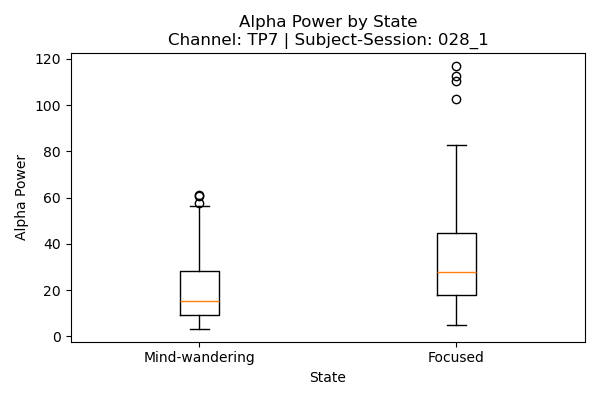 Alpha Power by State
Channel: TP7 | Subject-Session: 028_1
120
100
80
60
40
20
0
Alpha Power
Mind-wandering
Focused
State